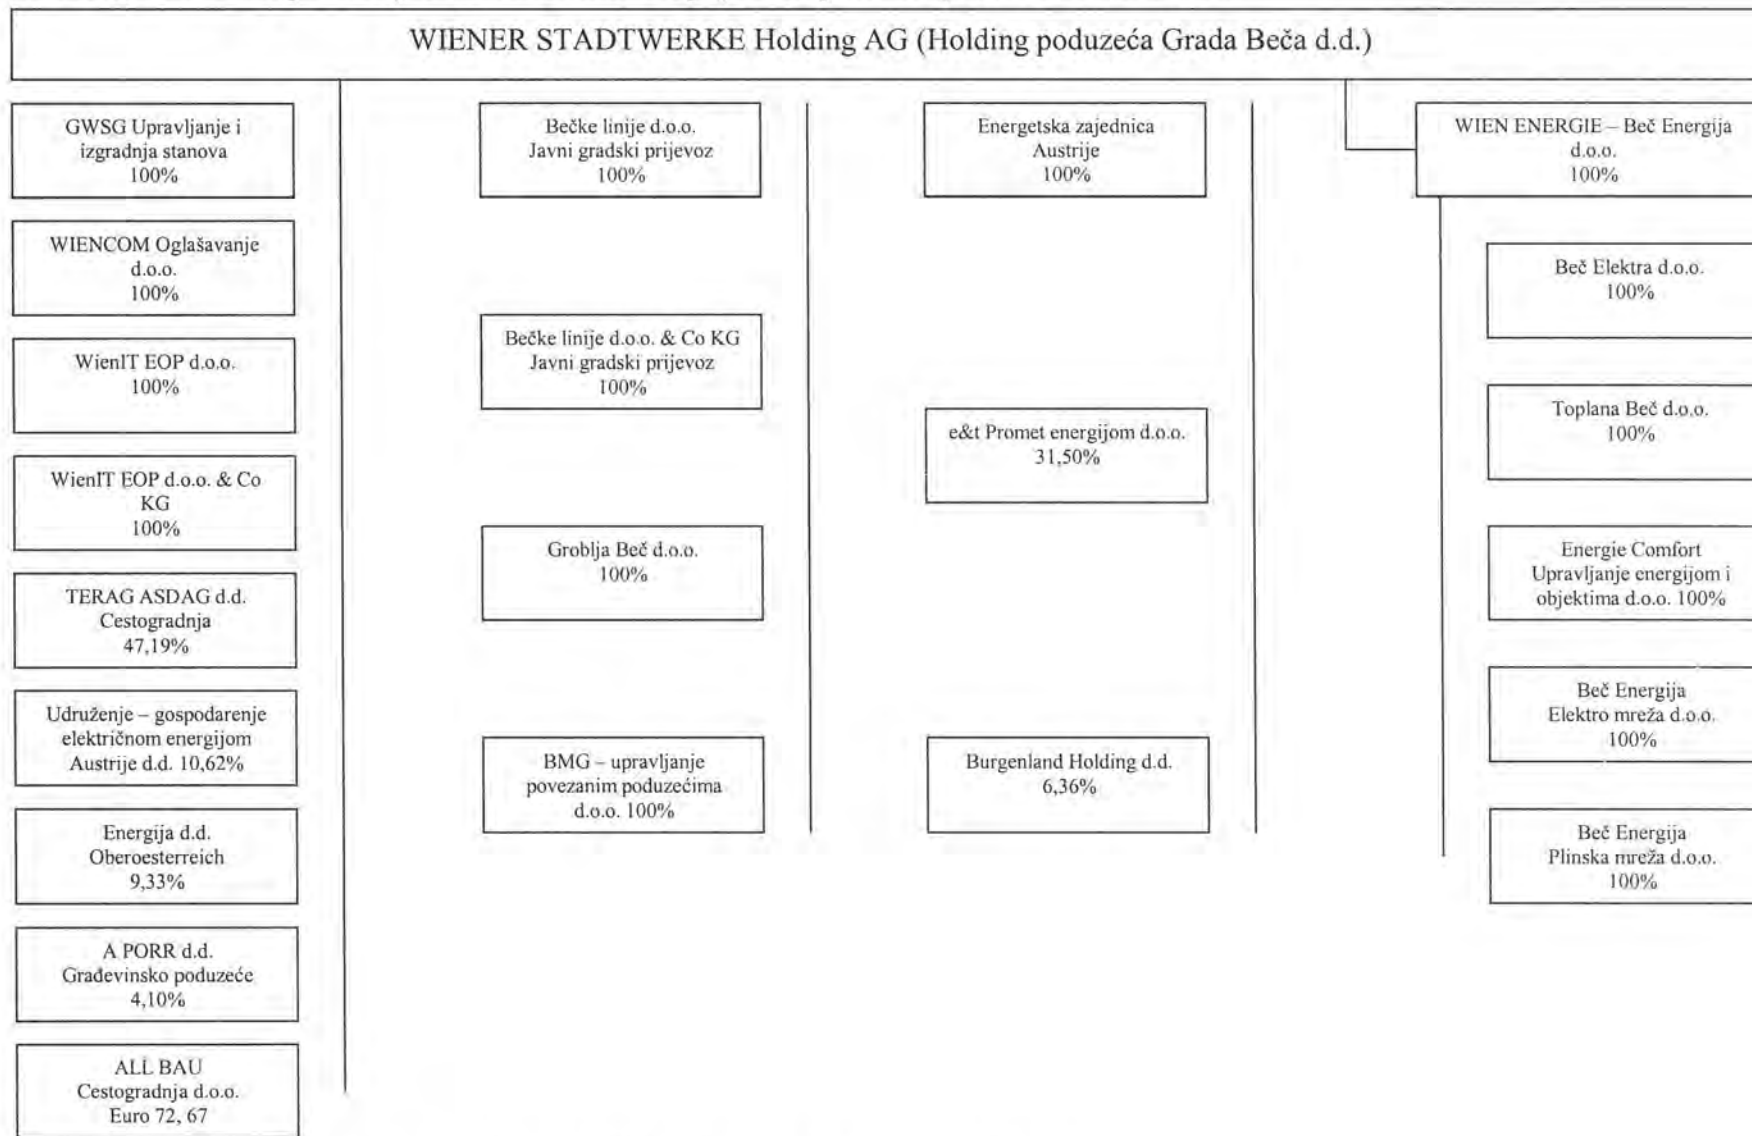 WIENER STADTWERKE Holding AG (Holding poduzeća Grada Beča d.d.)
GWSG Upravljanje i
izgradnja stanova
100%
WIENCOM Oglašavanje
d.o.o.
100%
WienIT EOP d.o.o.
100%
WienIT EOP d.o.o. & Co
KG
100%
TERAG ASDAG d.d.
Cestogradnja
47,19%
Udruženje – gospodarenje
električnom energijom
Austrije d.d. 10,62%
Energija d.d.
Oberoesterreich
9,33%
A PORR d.d.
Građevinsko poduzeće
4,10%
ALL BAU
Cestogradnja d.o.o.
Euro 72, 67
Bečke linije d.o.o.
Javni gradski prijevoz
100%
Bečke linije d.o.o. & Co KG
Javni gradski prijevoz
100%
Groblja Beč d.o.o.
100%
BMG – upravljanje
povezanim poduzećima
d.o.o. 100%
Energetska zajednica
Austrije
100%
e&t Promet energijom d.o.o.
31,50%
Burgenland Holding d.d.
6,36%
WIEN ENERGIE – Beč Energija
d.o.o.
100%
Beč Elektra d.o.o.
100%
Toplana Beč d.o.o.
100%
Energie Comfort
Upravljanje energijom i
objektima d.o.o. 100%
Beč Energija
Elektro mreža d.o.o.
100%
Beč Energija
Plinska mreža d.o.o.
100%